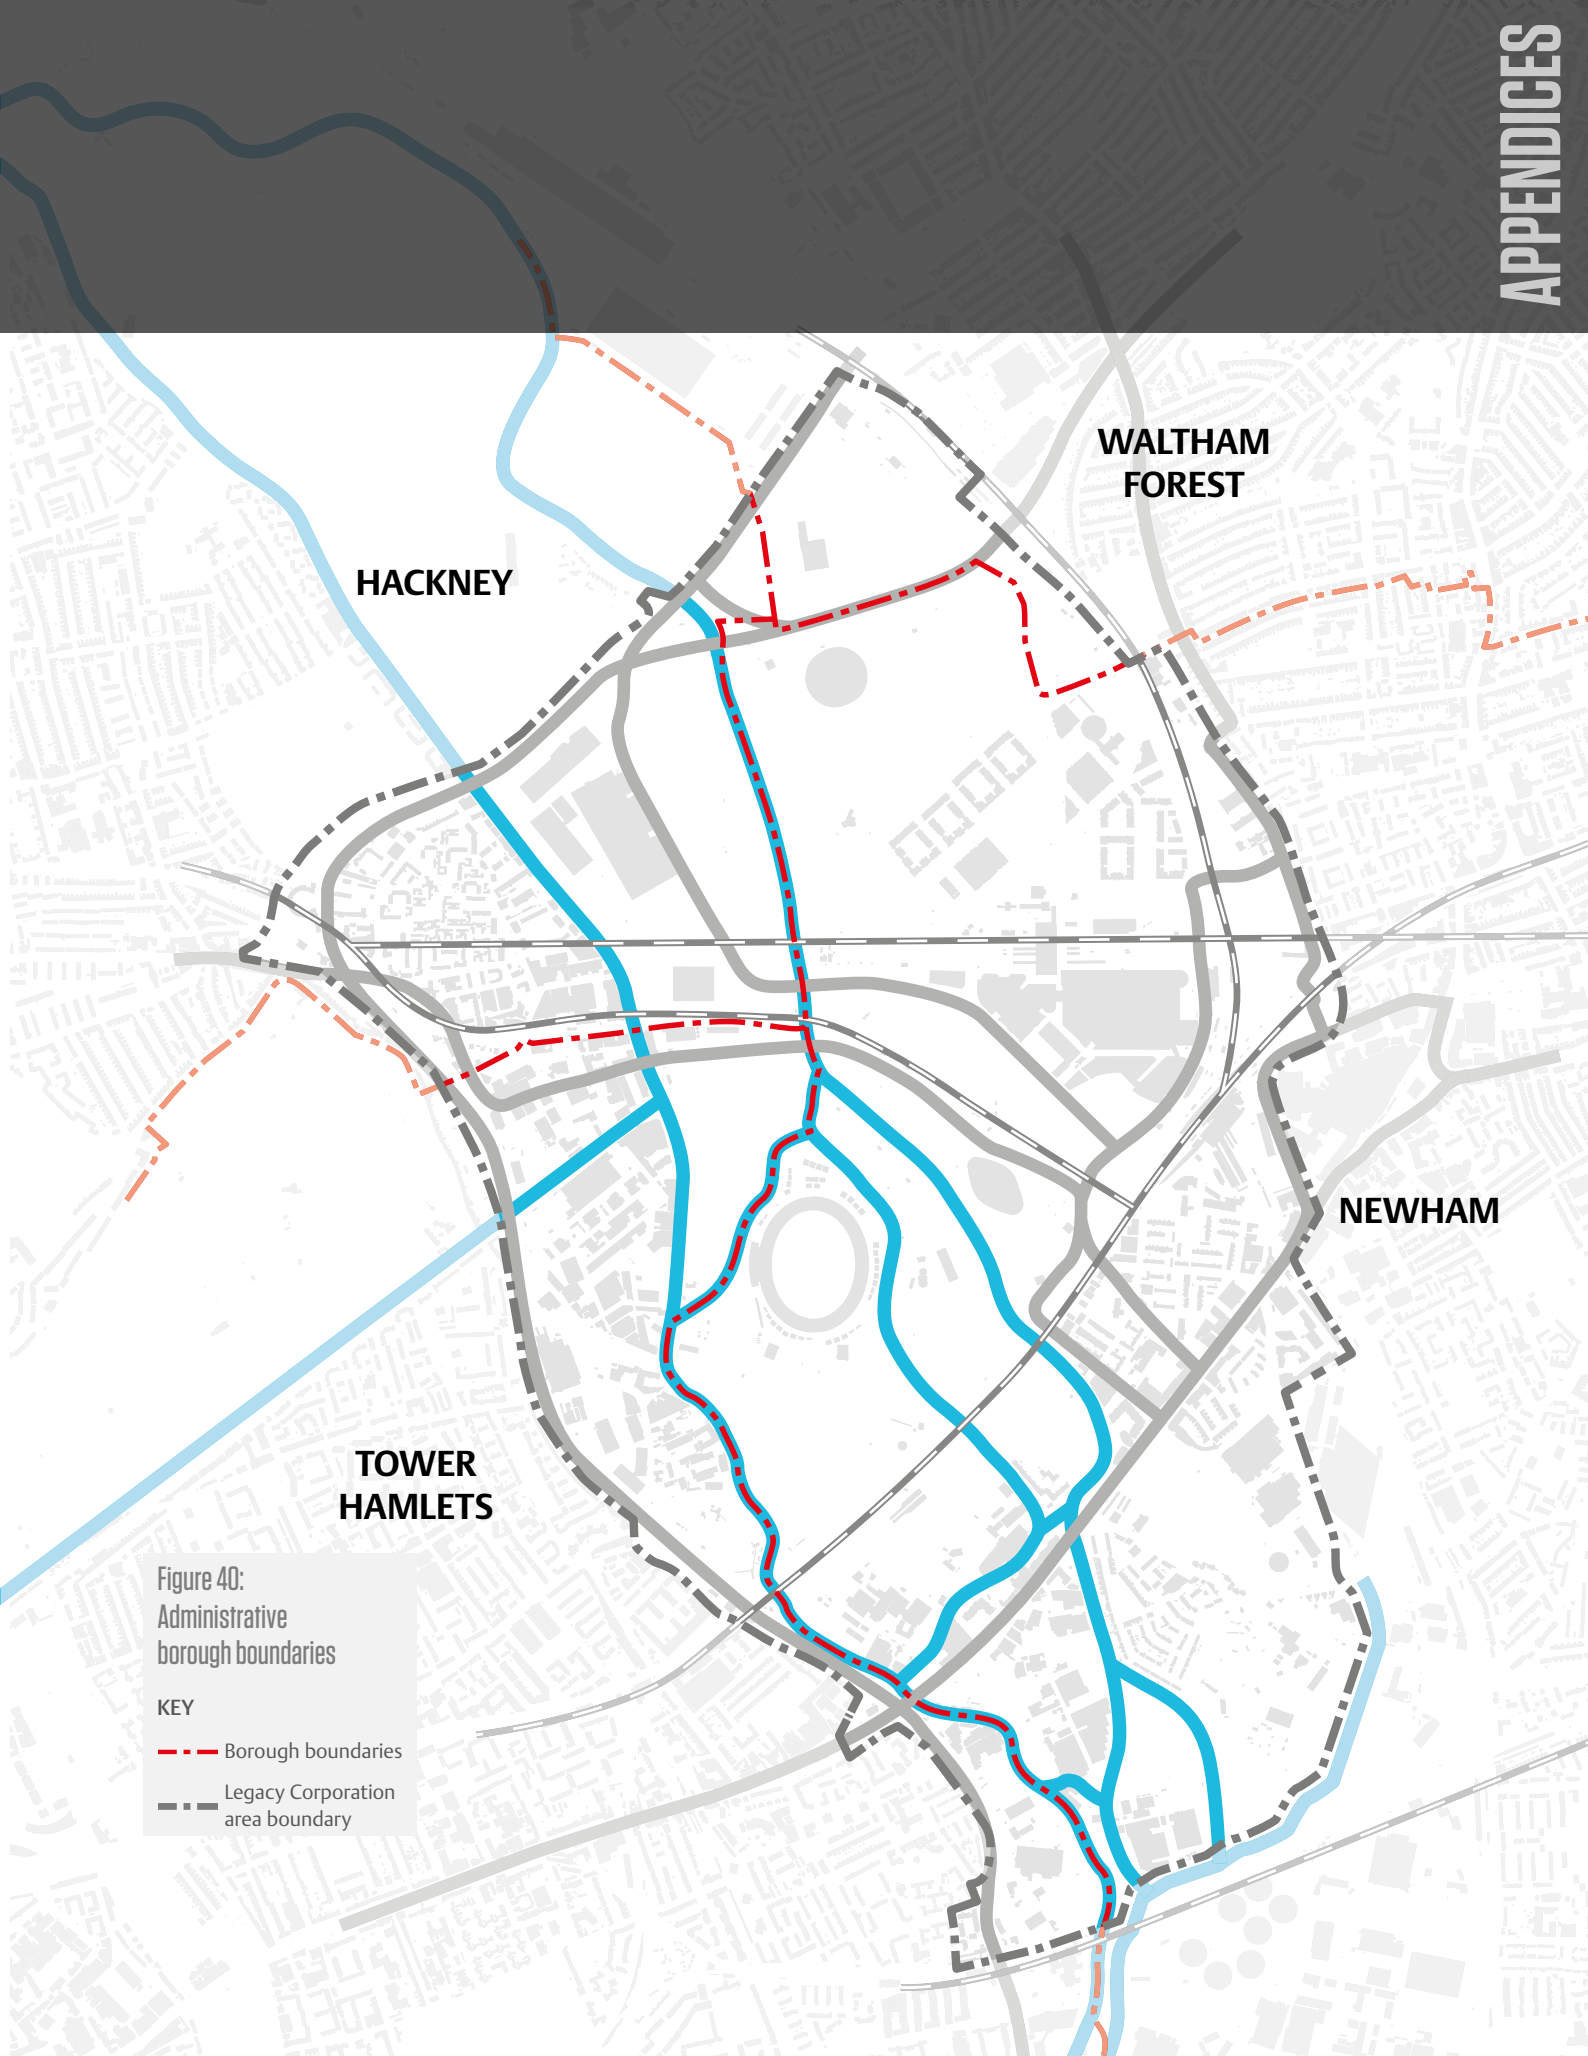 APPENDICES
WALTHAM
FOREST
HACKNEY
NEWHAM
TOWER
HAMLETS
Figure 40:
Administrative
borough boundaries
KEY
Borough boundaries
Legacy Corporation
area boundary